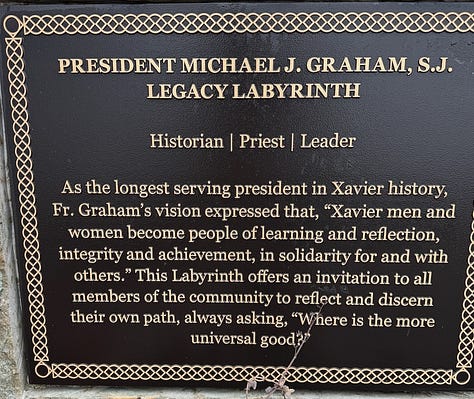 PRESIDENT MICHAEL J. GRAHAM, S.J.
LEGACY LABYRINTH
Historian | Priest | Leader
As the longest serving president in Xavier history,
Fr. Graham's vision expressed that, "Xavier men and
women become people of learning and reflection,
integrity and achievement, in solidarity for and with
others." This Labyrinth offers an invitation to all
members of the community to reflect and discern
their own path, always asking, "Where is the more
universal good?"